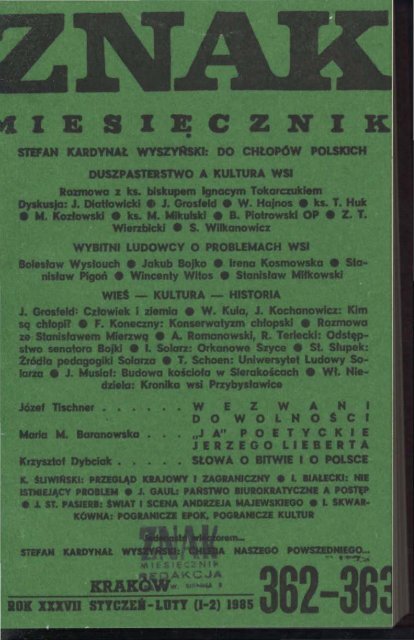 ZNAK
MIESIĘCZNIK
STEFAN KARDYNAŁ WYSZYŃSKI: DO CHŁOPÓW POLSKICH
DUSZPASTERSTWO A KULTURA WSI
Rozmowa z ks. biskupem Ignacym Tokarczukiem
Dyskusja: J. Diatłowicki ● J. Grosfeld ● W. Hajnos ● ks. T. Huk
● M. Kozłowski ● ks. M. Mikulski ● B. Piotrowski OP ● Z. T.
Wierzbicki ● S. Wilkanowicz
WYBITNI LUDOWCY O PROBLEMACH WSI
Bolesław Wysłouch ● Jakub Bojko ● Irena Kosmowska ● Sta-
nisław Pigoń ● Wincenty Witos ● Stanisław Miłkowski
WIEŚ — KULTURA — HISTORIA
J. Grosfeld: Człowiek i ziemia ● W. Kula, J. Kochanowicz: Kim
są chłopi? ● F. Koneczny: Konserwatyzm chłopski ● Rozmowa
ze Stanisławem Mierzwą ● A. Romanowski, R. Terlecki: Odstęp-
stwo senatora Bojki ● I. Solarz: Orkanowe Szyce ● St. Słupek:
Źródła pedagogiki Solarza ● T. Schoen: Uniwersytet Ludowy So-
larza ● J. Musiał: Budowa kościoła w Sierakoścach ● Wł. Nie-
dziela: Kronika wsi Przybysławice
Józef Tischner . . . . . . . W E Z W A N I
D O W O L N O Ś C I
Maria M. Baranowska . . . . „JA" POETYCKIE
JERZEGO LIEBERTA
Krzysztof Dybciak . . . . . . SŁOWA O BITWIE I O POLSCE
K. ŚLIWIŃSKI: PRZEGLĄD KRAJOWY I ZAGRANICZNY ● Ł. BIAŁECKI: NIE
ISTNIEJĄCY PROBLEM ● J. GAUL: PAŃSTWO BIUROKRATYCZNE A POSTĘP
● J. ST. PASIERB: ŚWIAT I SCENA ANDRZEJA MAJEWSKIEGO ● Ł. SKWAR-
KÓWNA: POGRANICZE EPOK, POGRANICZE KULTUR
wieczorem...
STEFAN KARDYNAŁ WYSZYŃSKI: CHLEBA NASZEGO POWSZEDNIEGO...
ZNAK
MIESIĘCZNIK
REDAKCJA
KRAKÓW
ROK XXXVII STYCZEŃ-LUTY (1-2) 1985
362-363